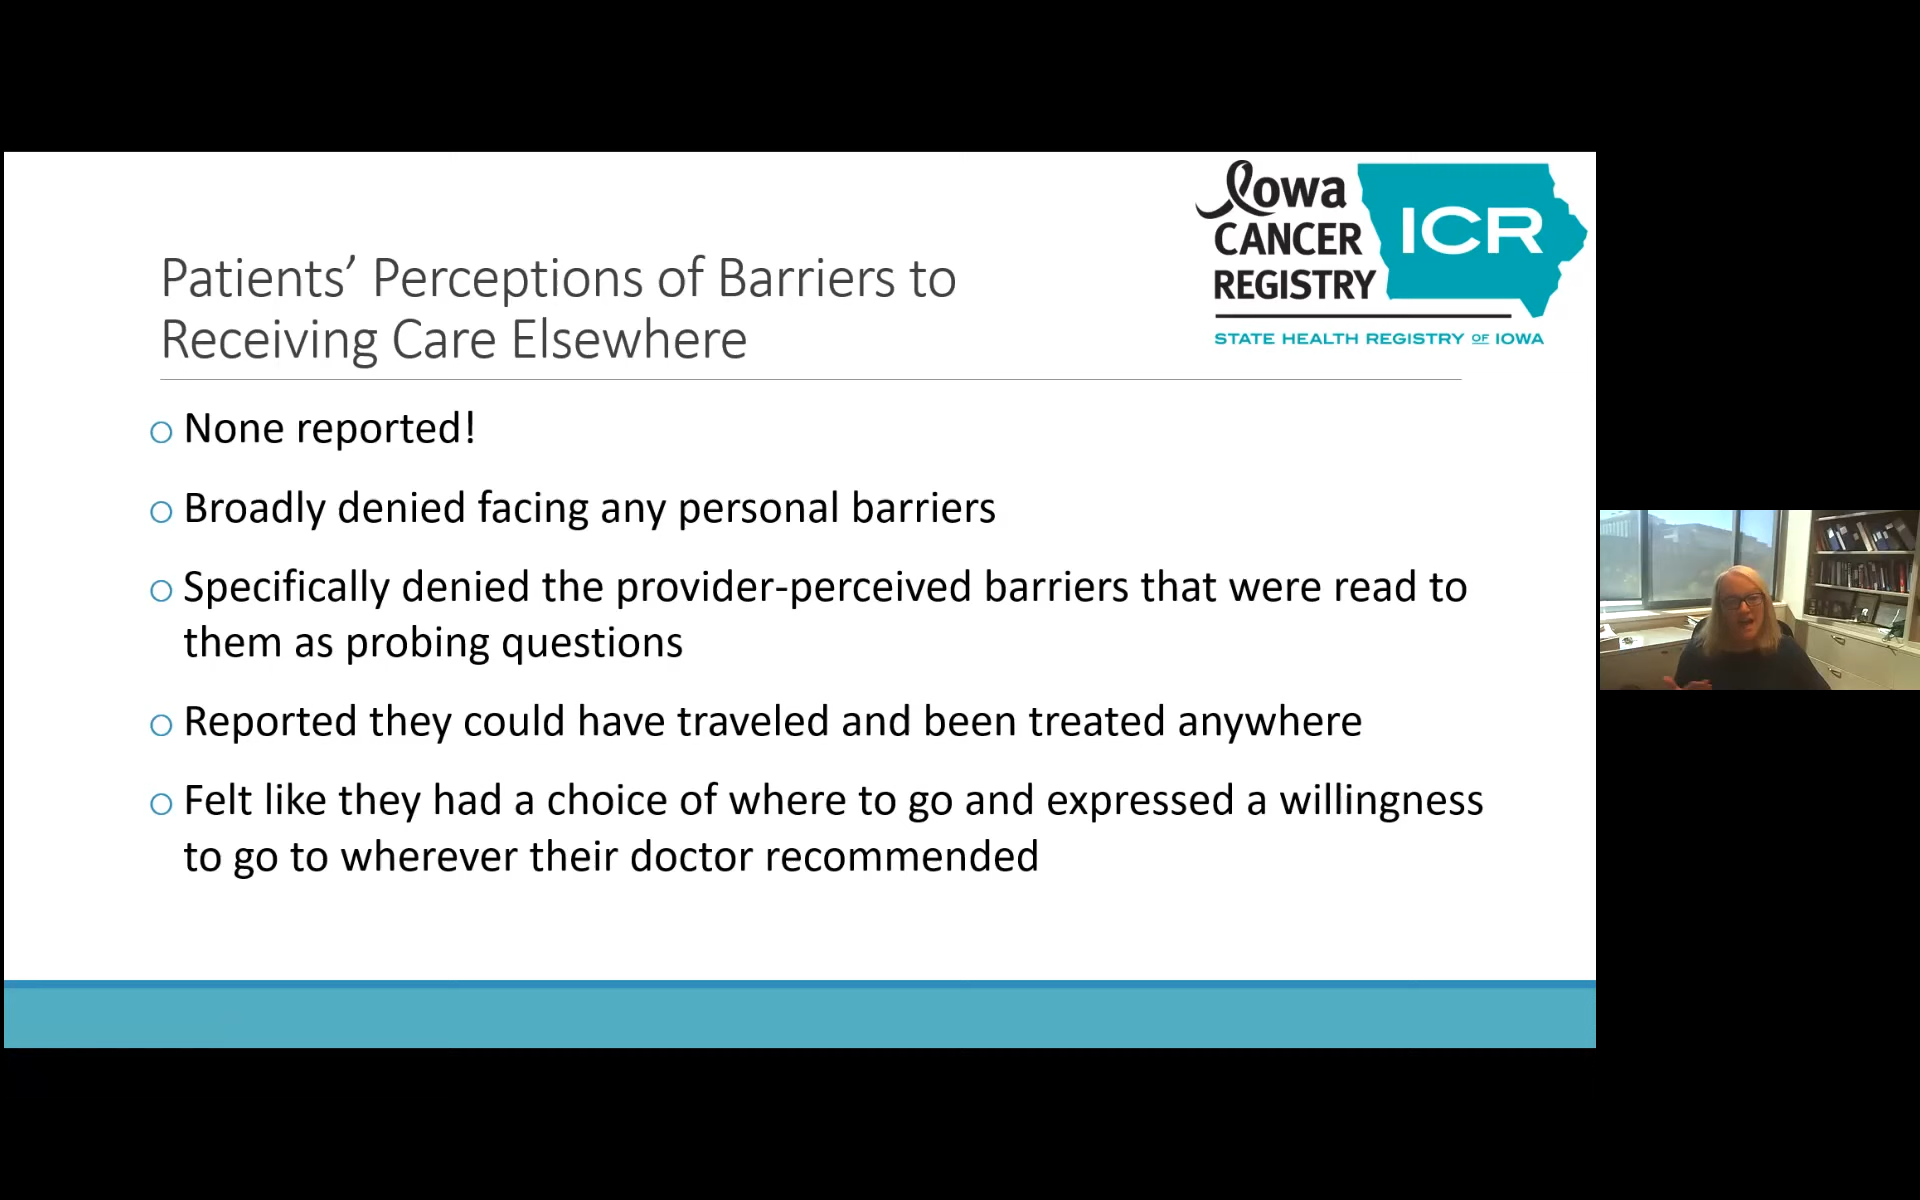 Iowa
CANCER
REGISTRY
ICR
STATE HEALTH REGISTRY OF IOWA
Patients’ Perceptions of Barriers to
Receiving Care Elsewhere
o None reported!
o Broadly denied facing any personal barriers
o Specifically denied the provider-perceived barriers that were read to
them as probing questions
o Reported they could have traveled and been treated anywhere
o Felt like they had a choice of where to go and expressed a willingness
to go to wherever their doctor recommended